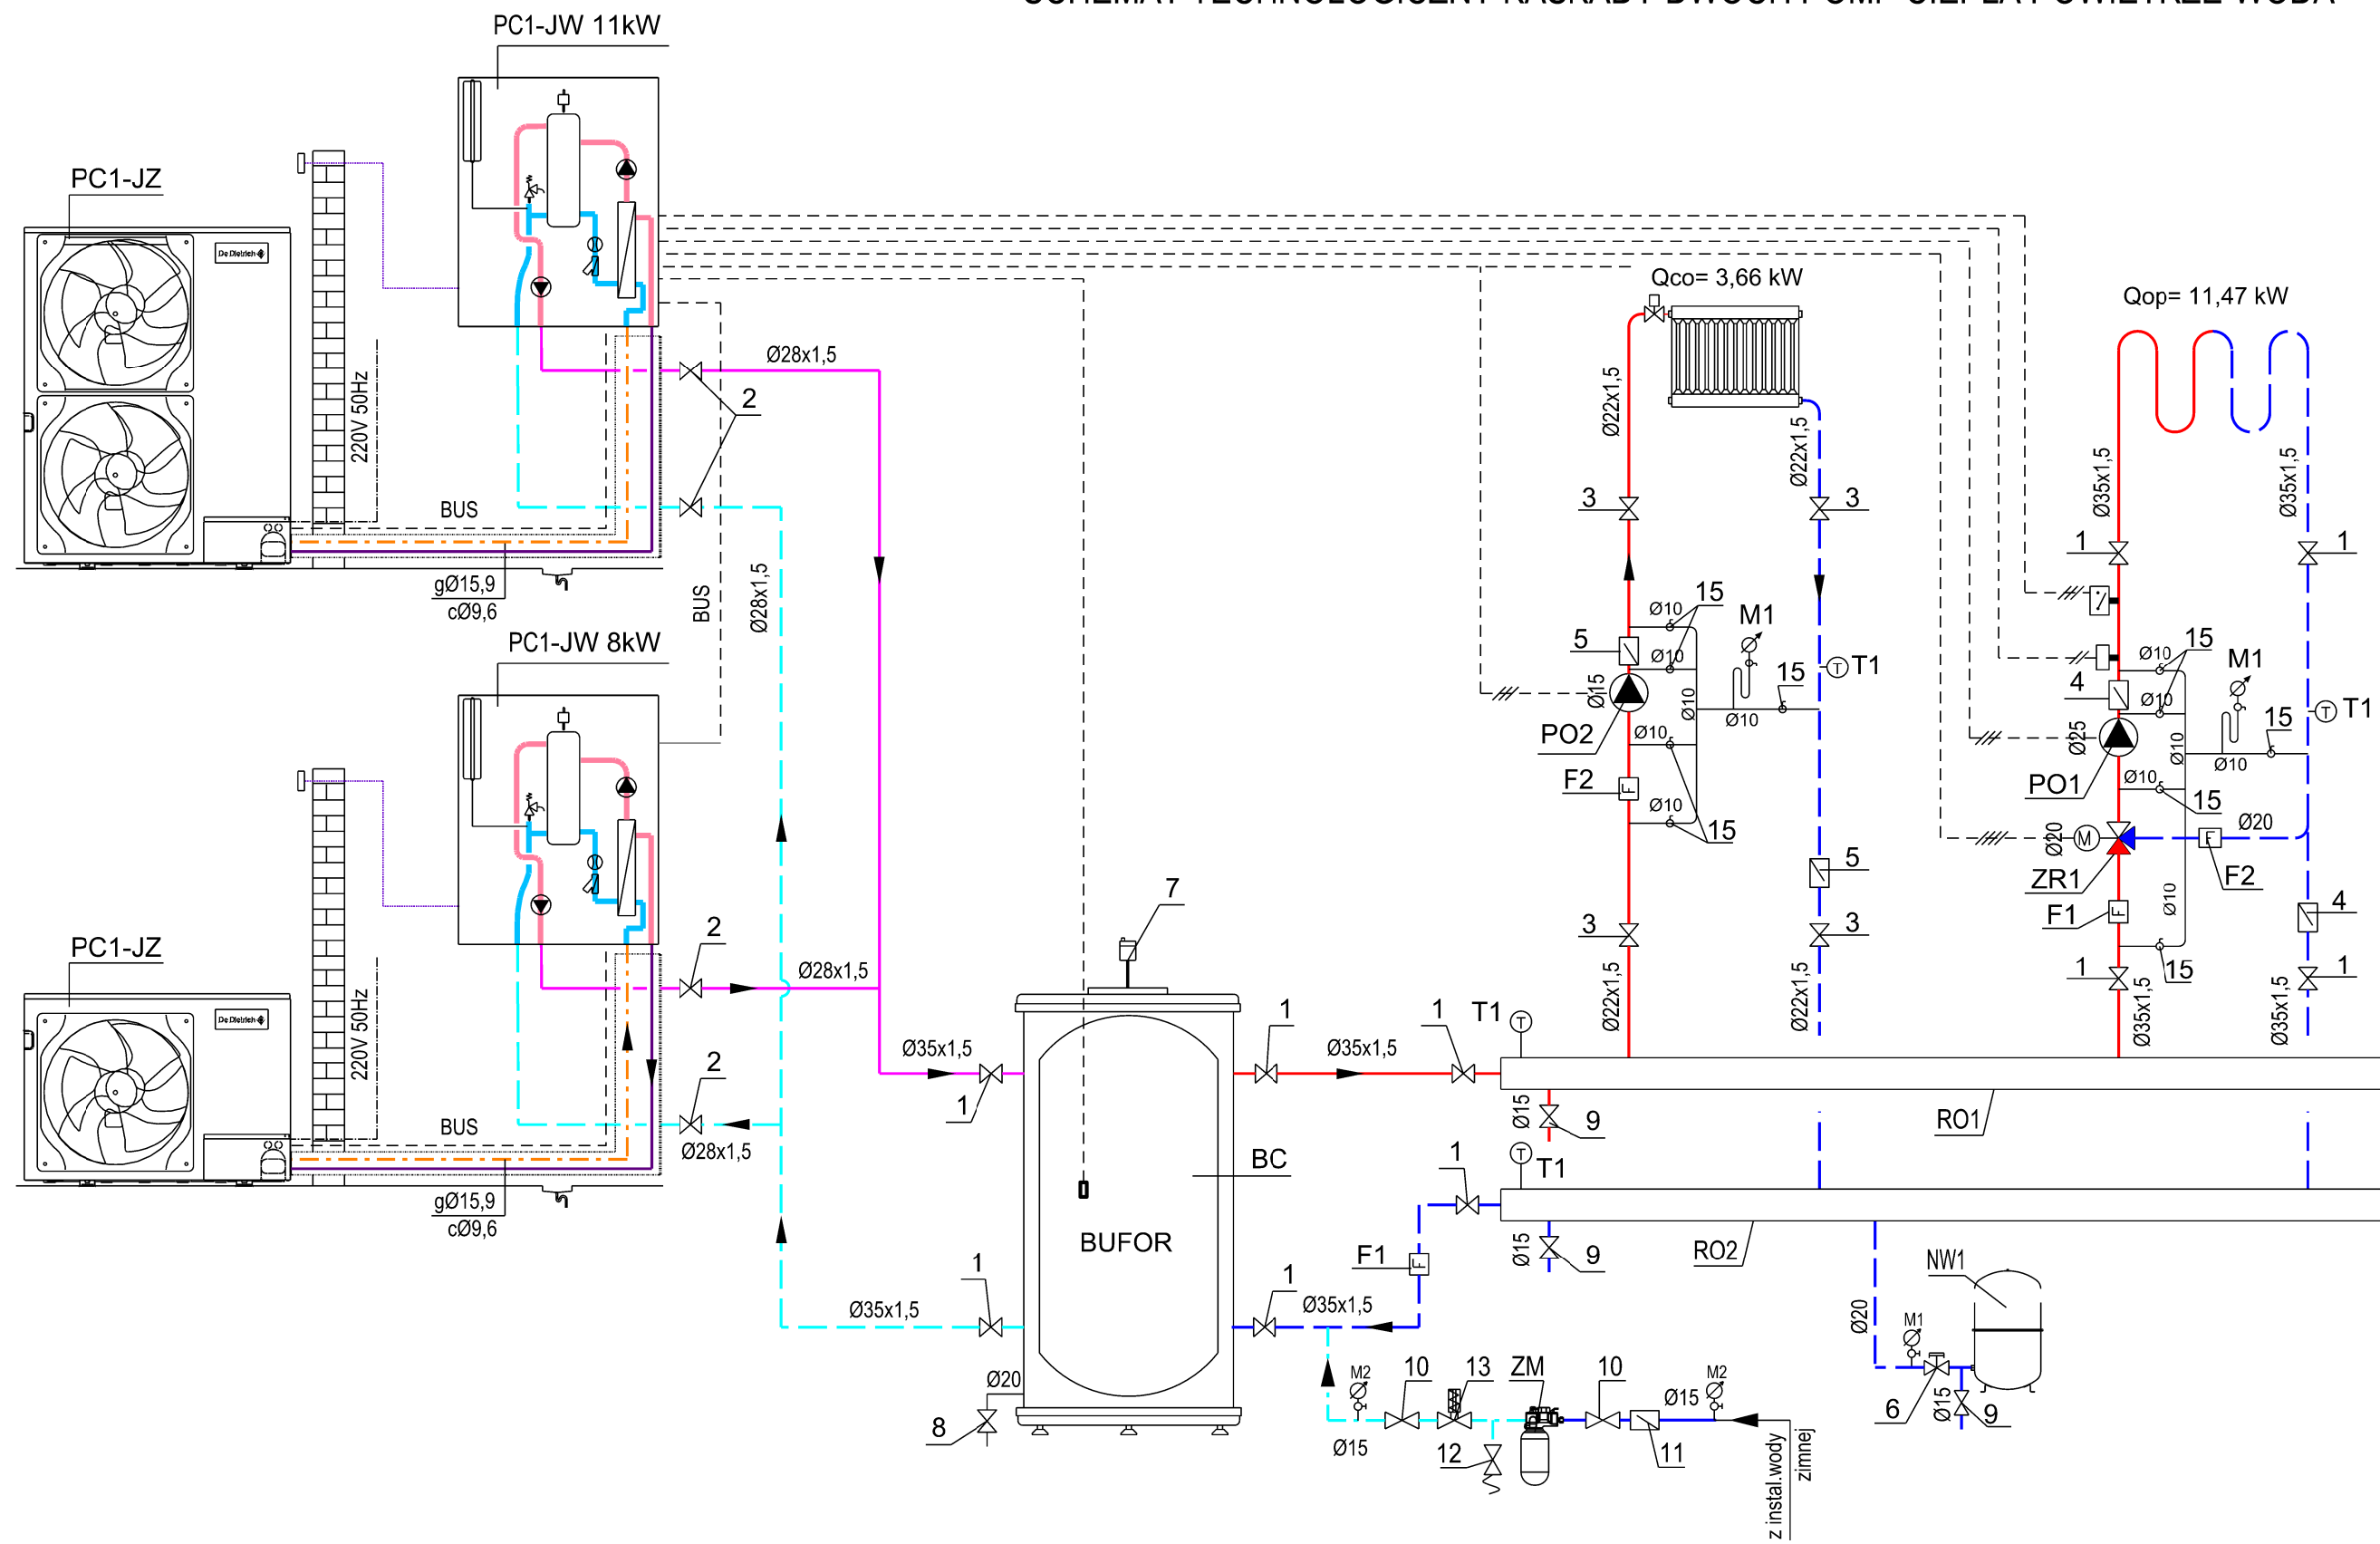 PC1-JW 11kW
PC1-JZ
De Dietrich
220V 50Hz
BUS
gØ15,9
cØ9,6
Ø28x1,5
2
Ø28x1,5
BUS
PC1-JW 8kW
PC1-JZ
De Dietrich
220V 50Hz
BUS
gØ15,9
cØ9,6
2
Ø28x1,5
2
Ø28x1,5
Ø35x1,5
1
1
Ø35x1,5
Ø20
8
7
BC
BUFOR
1
Ø35x1,5
1
T1
T
Ø15
9
RO1
1
T
T1
Ø15
9
RO2
F1
F
1
Ø35x1,5
M2
10
13
ZM
10
Ø15
M2
Ø15
12
11
z instal.wody
zimnej
Ø20
M1
NW1
6
Ø15
9
Qco= 3,66 kW
Ø22x1,5
Ø22x1,5
3
3
Ø10
15
M1
5
Ø10
Ø15
T
T1
15
Ø10
Ø10
PO2
Ø10
F2
F
Ø10
15
5
3
3
Ø22x1,5
Ø22x1,5
Qop= 11,47 kW
Ø35x1,5
Ø35x1,5
1
1
Ø10
15
M1
4
Ø10
T
T1
Ø25
Ø10
15
Ø10
PO1
Ø10
15
Ø20
M
Ø20
F
ZR1
F2
F1
F
Ø10
4
1
15
1
Ø35x1,5
Ø35x1,5